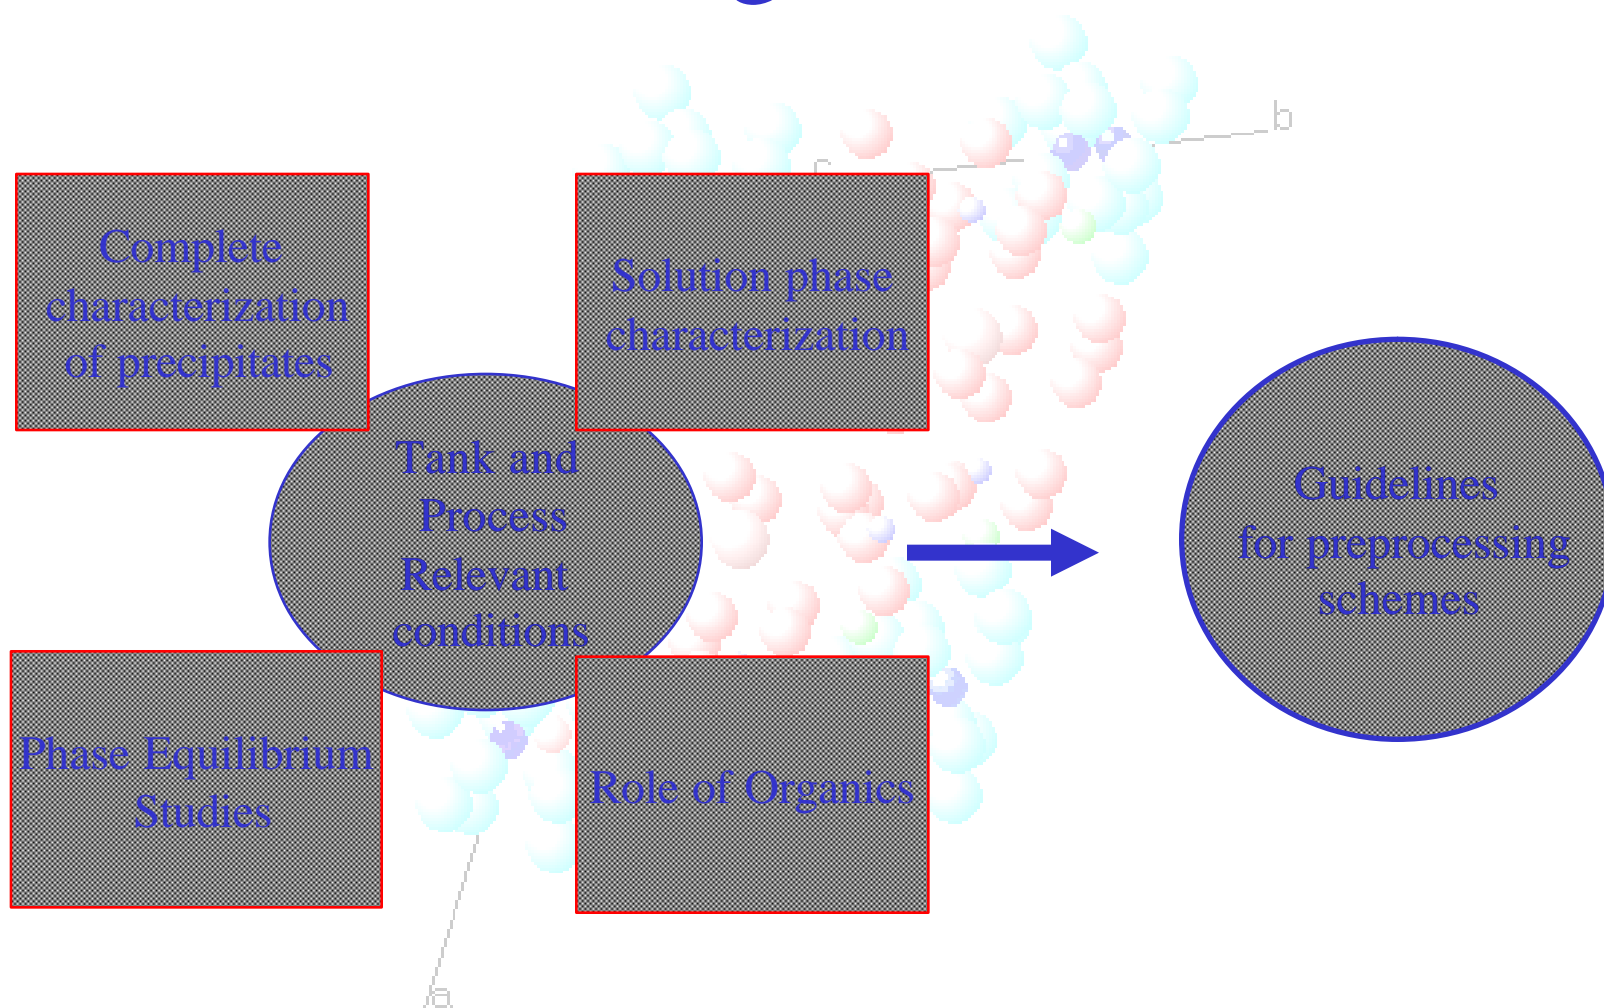 b
c
Complete
characterization
of precipitates
Solution phase
characterization
Tank and
Process
Relevant
conditions
Guidelines
for preprocessing
schemes
Phase Equilibrium
Studies
Role of Organics
a